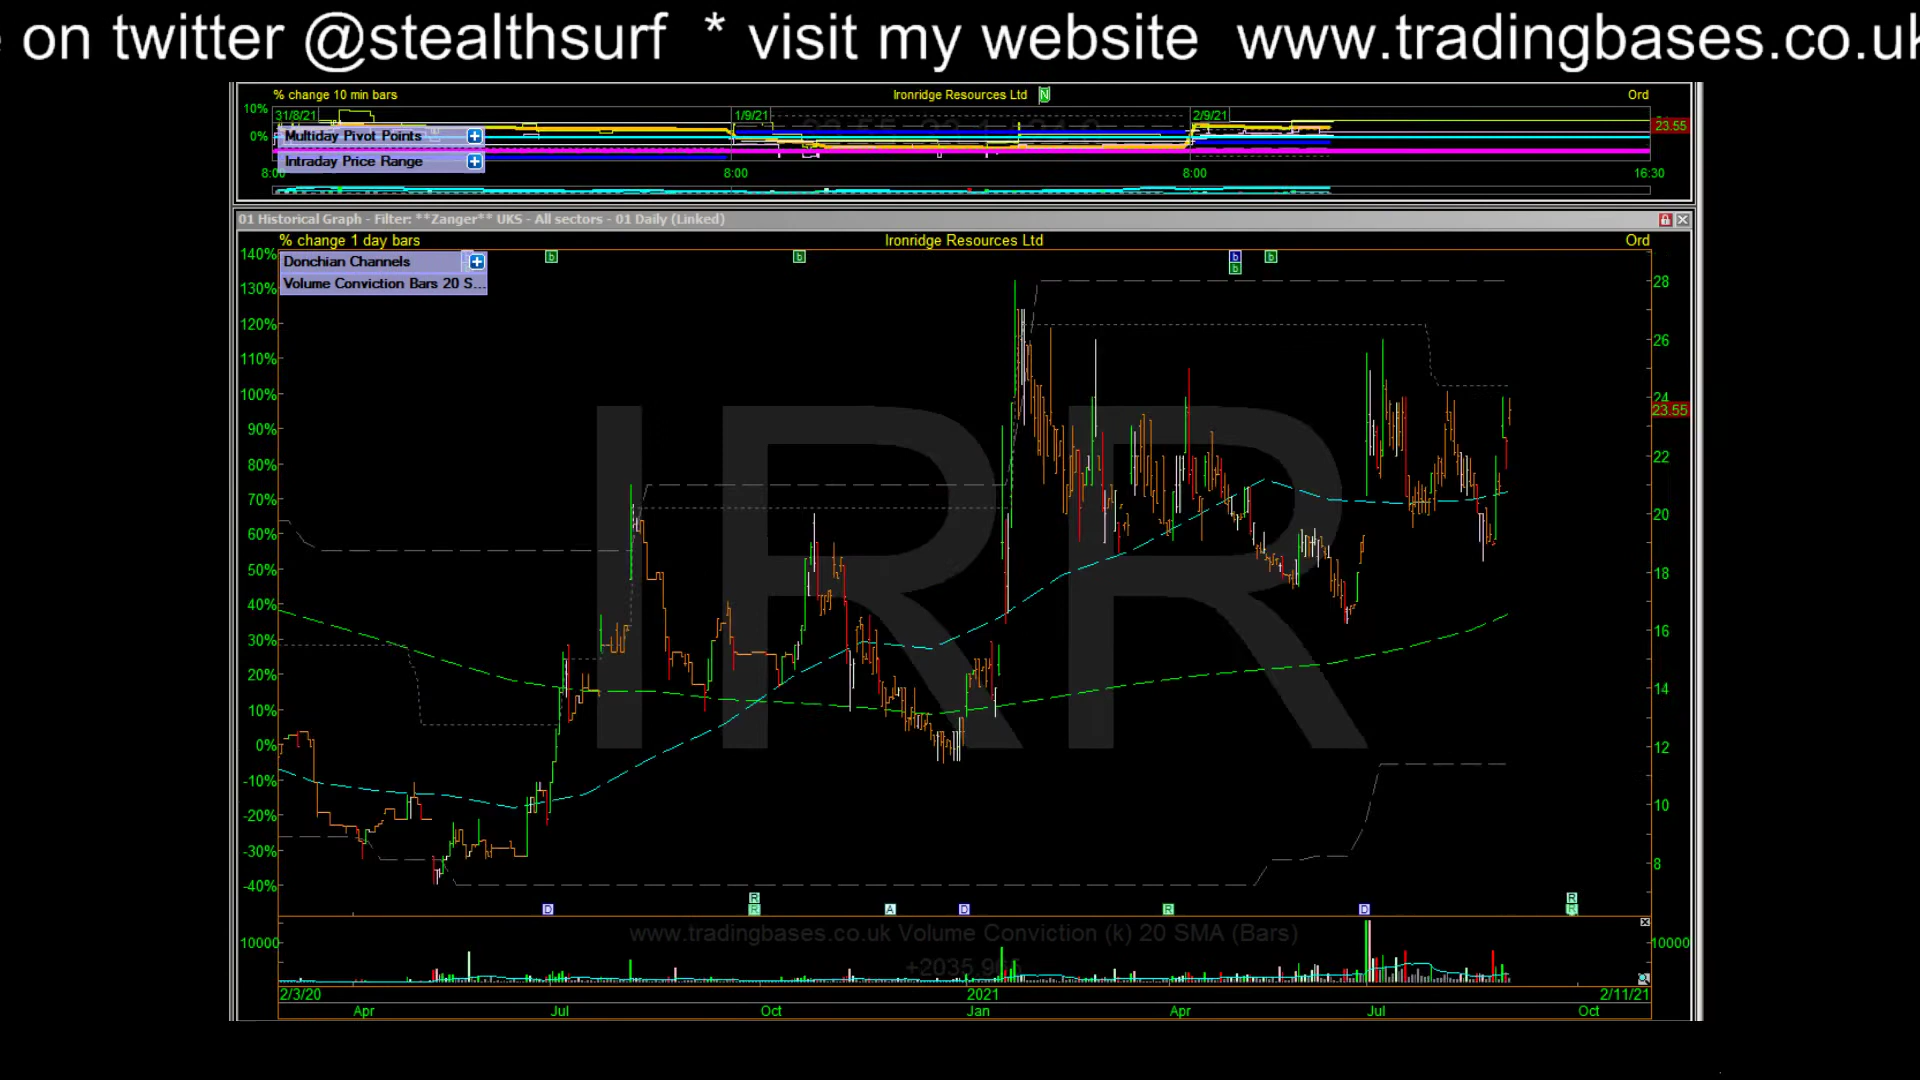 on twitter @stealthsurf * visit my website www.tradingbases.co.uk
% change 10 min bars Ironridge Resources Ltd N Ord
10% 31/8/21 1/9/21 2/9/21
0% Multiday Pivot Points 23.55
Intraday Price Range
8:00 8:00 8:00 16:30
01 Historical Graph - Filter: **Zanger** UKS - All sectors - 01 Daily (Linked)
% change 1 day bars Ironridge Resources Ltd Ord
140% Donchian Channels b b b b
b
Volume Conviction Bars 20 S...
130% 28
120%
26
110%
100% 24
23.55
90%
80% 22
70%
20
60%
50% 18
40%
16
30%
20% 14
10%
0% 12
-10%
-20% 10
-30% 8
-40%
IRR
R R
D R A D R D R
www.tradingbases.co.uk Volume Conviction (k) 20 SMA (Bars)
10000 10000
2/3/20 2021 2/11/21
Apr Jul Oct Jan Apr Jul Oct